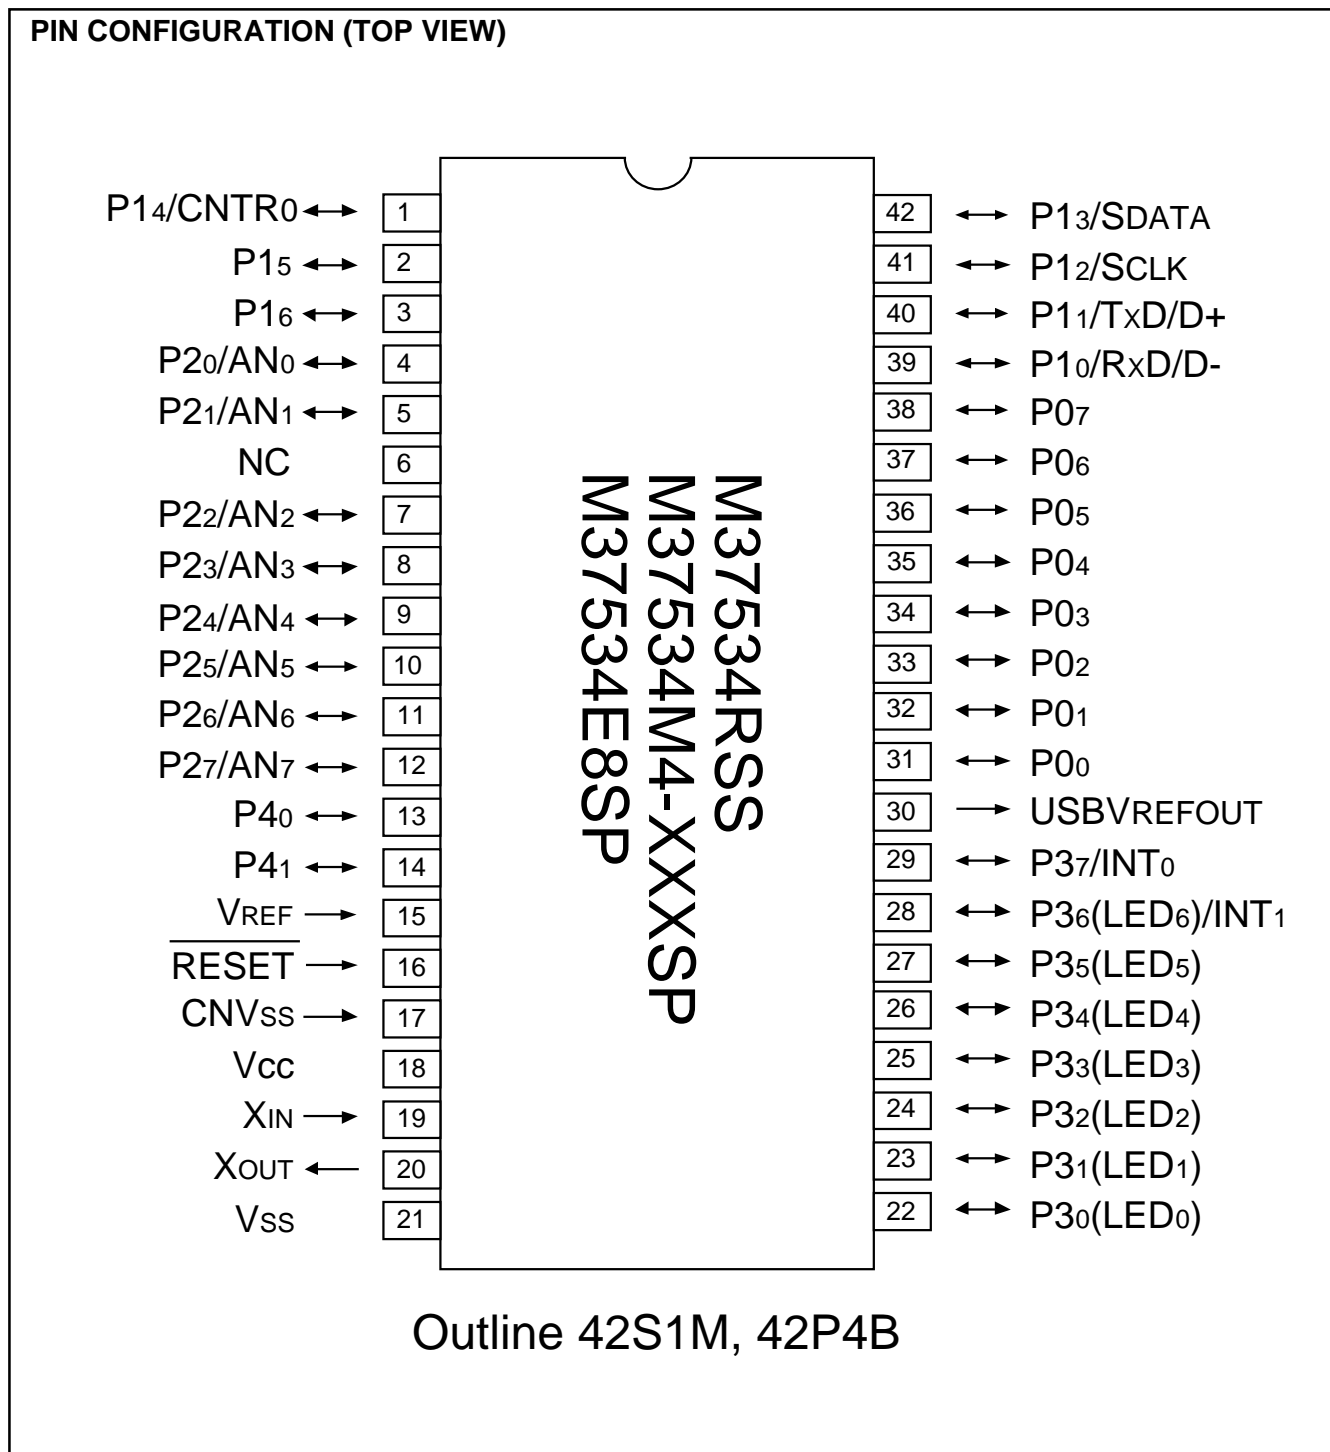 PIN CONFIGURATION (TOP VIEW)
P14/CNTR0 1
P15 2
P16 3
P20/AN0 4
P21/AN1 5
NC 6
P22/AN2 7
P23/AN3 8
P24/AN4 9
P25/AN5 10
P26/AN6 11
P27/AN7 12
P40 13
P41 14
VREF 15
RESET 16
CNVSS 17
Vcc 18
XIN 19
XOUT 20
VSS 21
M37534RSS
M37534M4-XXXSP
M37534E8SP
42 P13/SDATA
41 P12/SCLK
40 P11/TXD/D+
39 P10/RXD/D-
38 P07
37 P06
36 P05
35 P04
34 P03
33 P02
32 P01
31 P00
30 USBVREFOUT
29 P37/INT0
28 P36(LED6)/INT1
27 P35(LED5)
26 P34(LED4)
25 P33(LED3)
24 P32(LED2)
23 P31(LED1)
22 P30(LED0)
Outline 42S1M, 42P4B